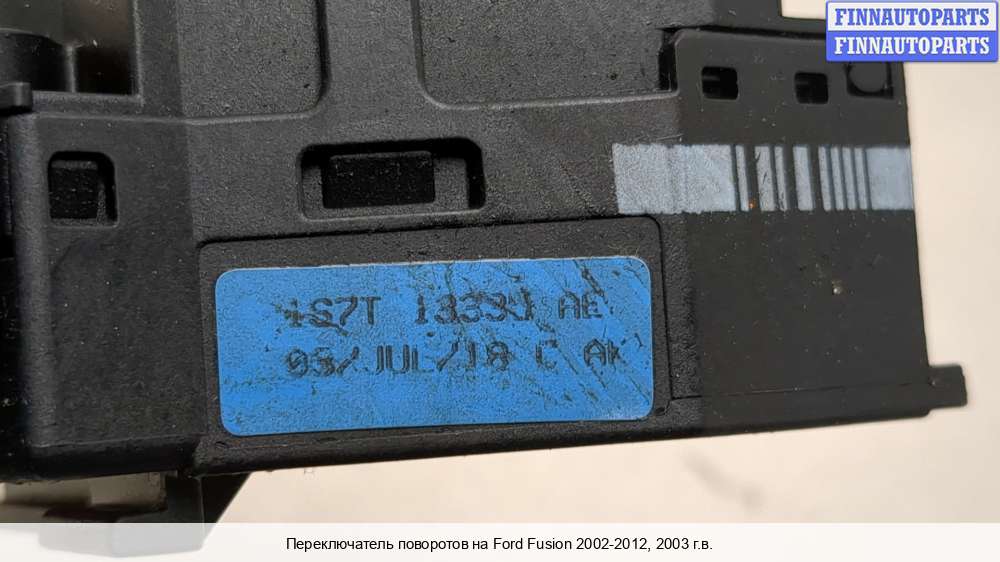 FINNAUTOPARTS
FINNAUTOPARTS
1S7T 13335 AE
03/JUL/18 C AK
Переключатель поворотов на Ford Fusion 2002-2012, 2003 г.в.